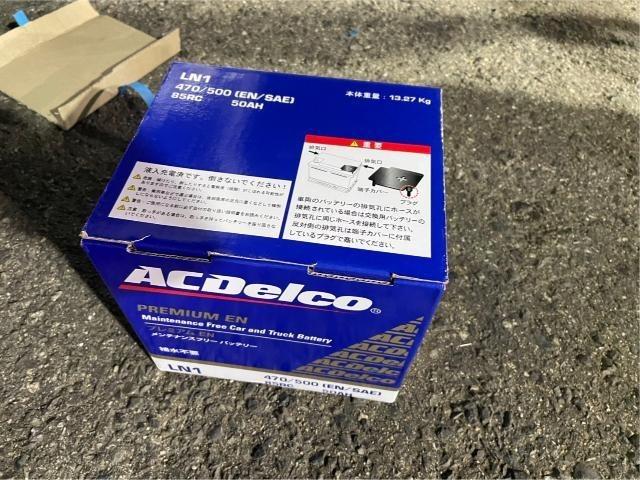 LN1
470/500 (EN/SAE)
85RC 50AH
本体重量：13.27 Kg
液入充電済です。倒さないでください！
重要
排気口
排気口
端子カバー
プラグ
車両のバッテリーの排気孔にホースが
接続されている場合は交換用バッテリーの
排気孔に同じホースを接続して下さい。
反対側の排気孔は端子カバーに付属
しているプラグで塞いでください。
ACDelco®
PREMIUM EN
Maintenance Free Car and Truck Battery
プレミアム EN
メンテナンスフリー バッテリー
補水不要
LN1
470/500 (EN/SAE)
85RC 50AH
ACDelco